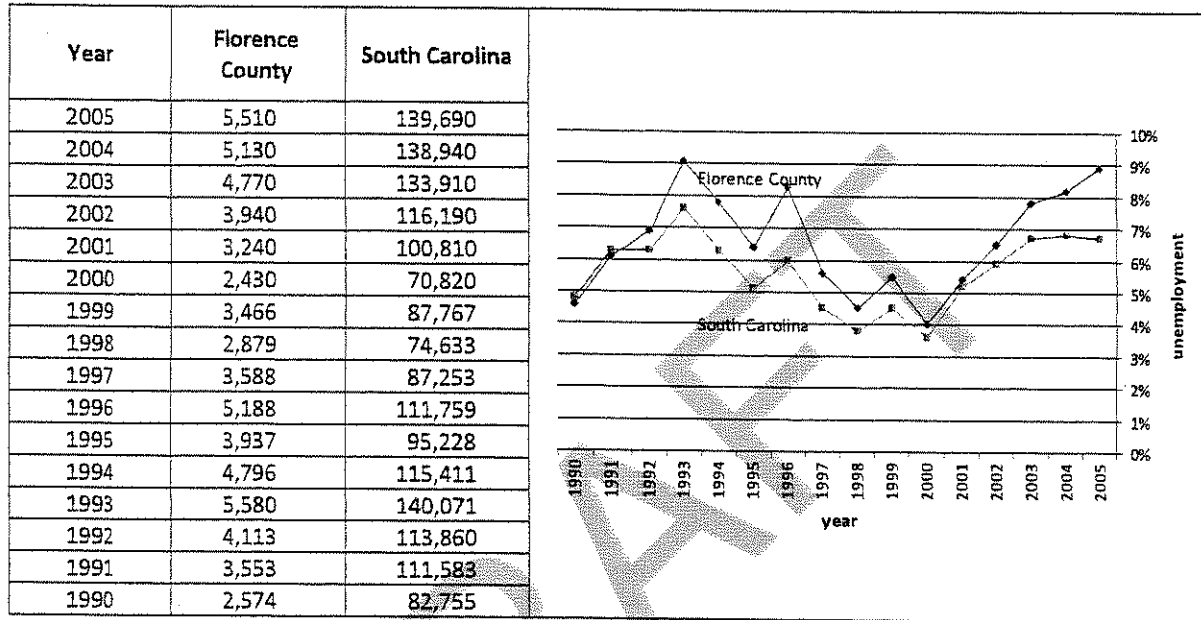 Year Florence County South Carolina
2005 5,510 139,690
2004 5,130 138,940
2003 4,770 133,910
2002 3,940 116,190
2001 3,240 100,810
2000 2,430 70,820
1999 3,466 87,767
1998 2,879 74,633
1997 3,588 87,253
1996 5,188 111,759
1995 3,937 95,228
1994 4,796 115,411
1993 5,580 140,071
1992 4,113 113,860
1991 3,553 111,583
1990 2,574 82,755
10%
9%
8%
7%
6%
5%
4%
3%
2%
1%
0%
unemployment
Florence County
South Carolina
1990 1991 1992 1993 1994 1995 1996 1997 1998 1999 2000 2001 2002 2003 2004 2005
year